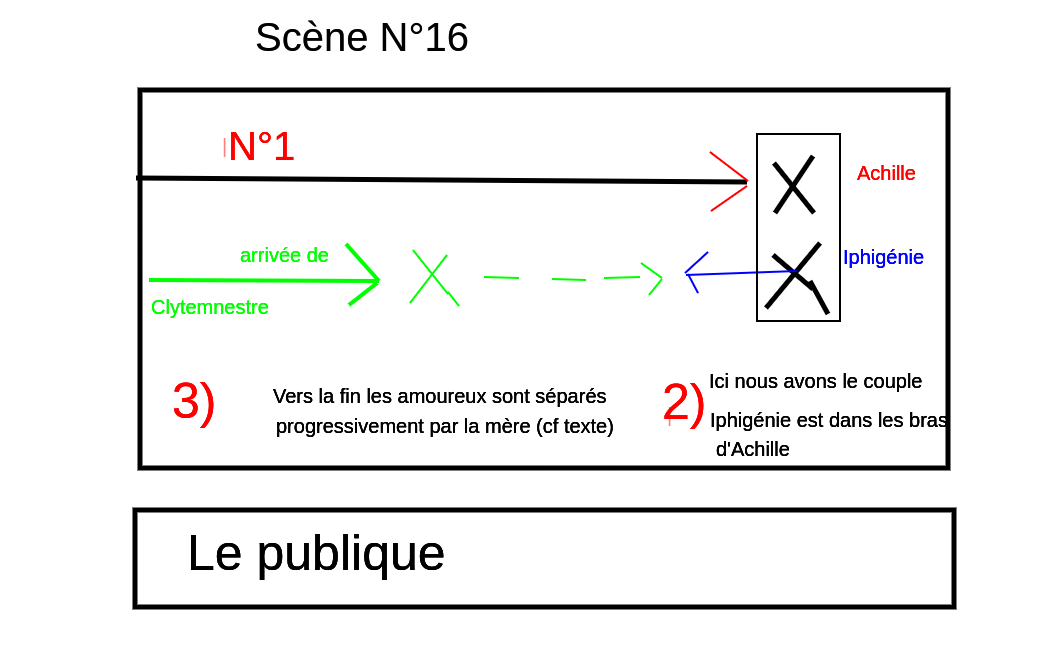 Scène N°16
N°1
Achille
arrivée de
Iphigénie
Clytemnestre
3)
Vers la fin les amoureux sont séparés
progressivement par la mère (cf texte)
2)
Ici nous avons le couple
Iphigénie est dans les bras
d'Achille
Le publique